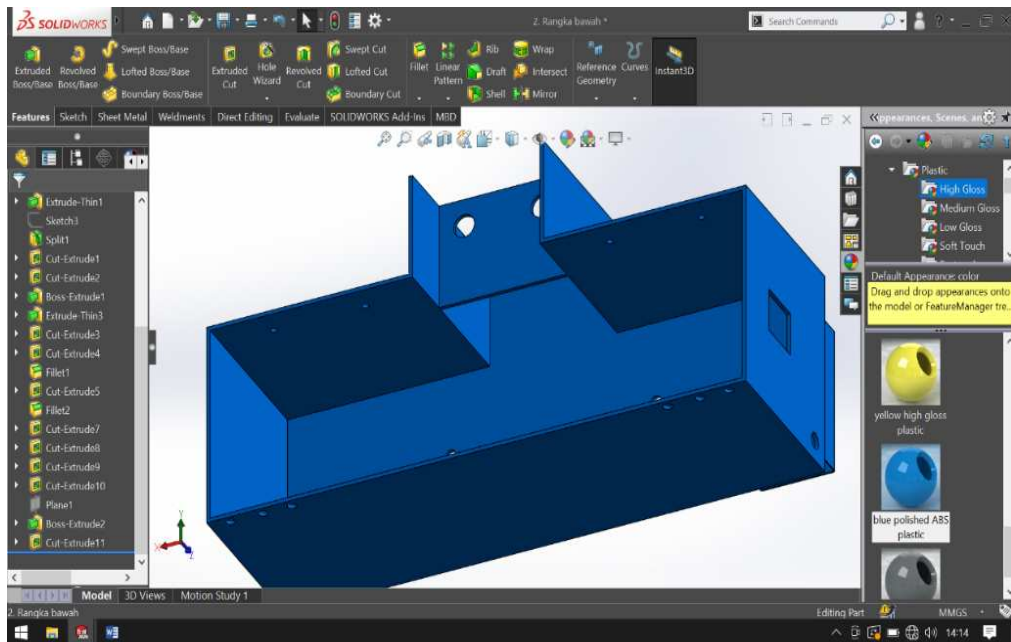 SOLIDWORKS
2. Rangka bawah *
Search Commands
Extruded Boss/Base
Revolved Boss/Base
Swept Boss/Base
Lofted Boss/Base
Boundary Boss/Base
Extruded Cut
Hole Wizard
Revolved Cut
Swept Cut
Lofted Cut
Boundary Cut
Fillet
Linear Pattern
Rib
Draft
Shell
Wrap
Intersect
Mirror
Reference Geometry
Curves
Instant3D
Features Sketch Sheet Metal Weldments Direct Editing Evaluate SOLIDWORKS Add-Ins MBD
Extrude-Thin1
Sketch3
Split1
Cut-Extrude1
Cut-Extrude2
Boss-Extrude1
Extrude-Thin3
Cut-Extrude3
Cut-Extrude4
Fillet1
Cut-Extrude5
Fillet2
Cut-Extrude7
Cut-Extrude8
Cut-Extrude9
Cut-Extrude10
Plane1
Boss-Extrude2
Cut-Extrude11
Y
X
Z
ppearances, Scenes, an
Plastic
High Gloss
Medium Gloss
Low Gloss
Soft Touch
Default Appearance: color
Drag and drop appearances onto
the model or FeatureManager tre...
yellow high gloss
plastic
blue polished ABS
plastic
Model 3D Views Motion Study 1
2. Rangka bawah
Editing Part
MMGS
14:14